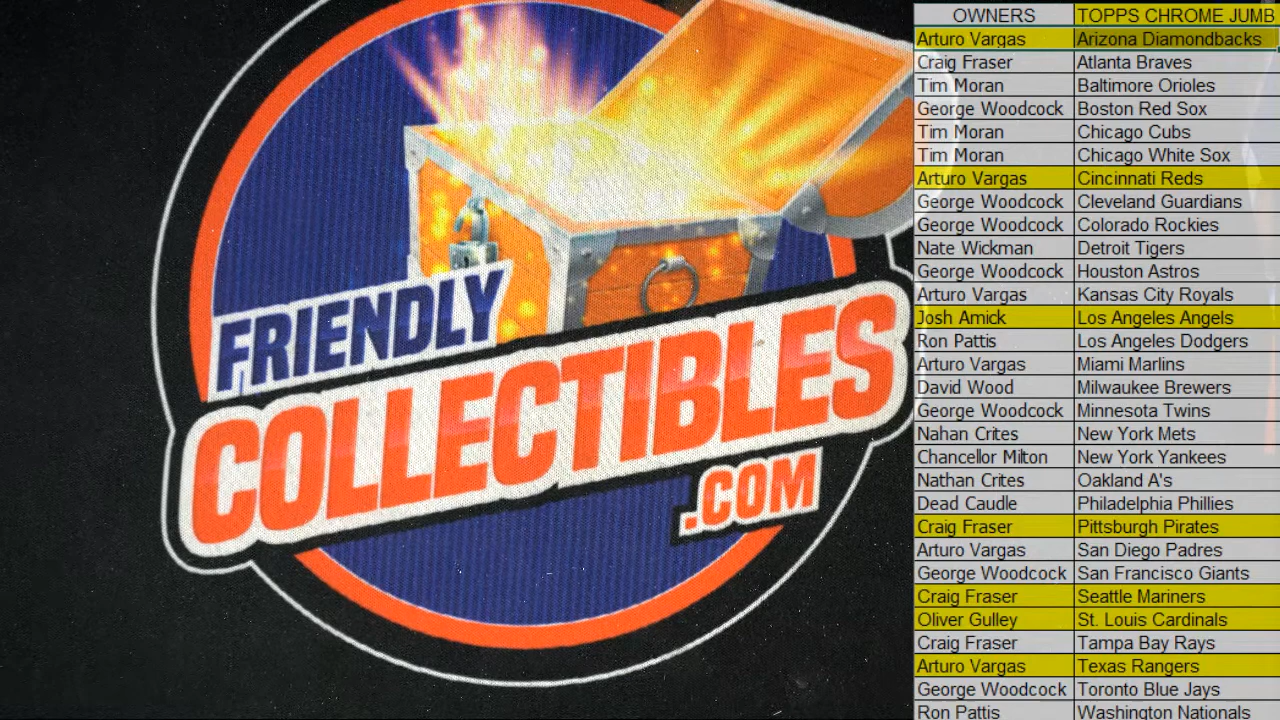 FRIENDLY
COLLECTIBLES
.COM
OWNERS TOPPS CHROME JUMB
Arturo Vargas Arizona Diamondbacks
Craig Fraser Atlanta Braves
Tim Moran Baltimore Orioles
George Woodcock Boston Red Sox
Tim Moran Chicago Cubs
Tim Moran Chicago White Sox
Arturo Vargas Cincinnati Reds
George Woodcock Cleveland Guardians
George Woodcock Colorado Rockies
Nate Wickman Detroit Tigers
George Woodcock Houston Astros
Arturo Vargas Kansas City Royals
Josh Amick Los Angeles Angels
Ron Pattis Los Angeles Dodgers
Arturo Vargas Miami Marlins
David Wood Milwaukee Brewers
George Woodcock Minnesota Twins
Nahan Crites New York Mets
Chancellor Milton New York Yankees
Nathan Crites Oakland A's
Dead Caudle Philadelphia Phillies
Craig Fraser Pittsburgh Pirates
Arturo Vargas San Diego Padres
George Woodcock San Francisco Giants
Craig Fraser Seattle Mariners
Oliver Gulley St. Louis Cardinals
Craig Fraser Tampa Bay Rays
Arturo Vargas Texas Rangers
George Woodcock Toronto Blue Jays
Ron Pattis Washington Nationals